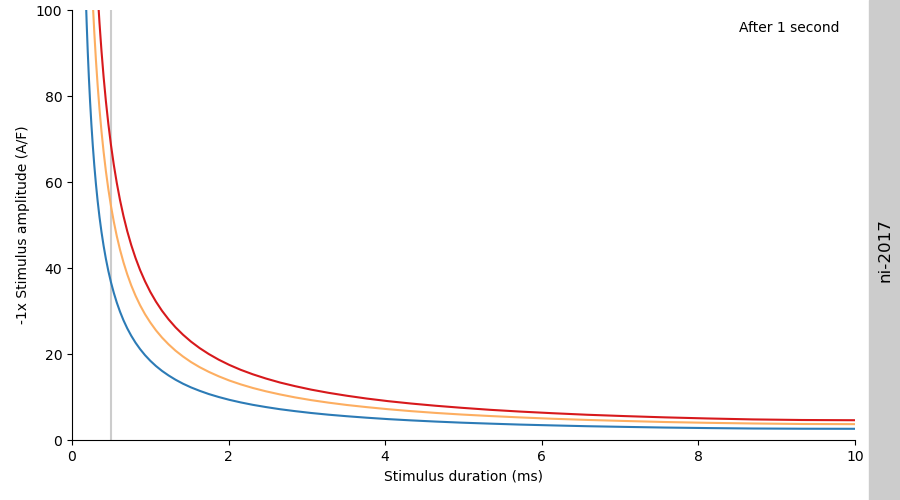 After 1 second
100
80
60
40
20
0
-1x Stimulus amplitude (A/F)
0 2 4 6 8 10
Stimulus duration (ms)
ni-2017